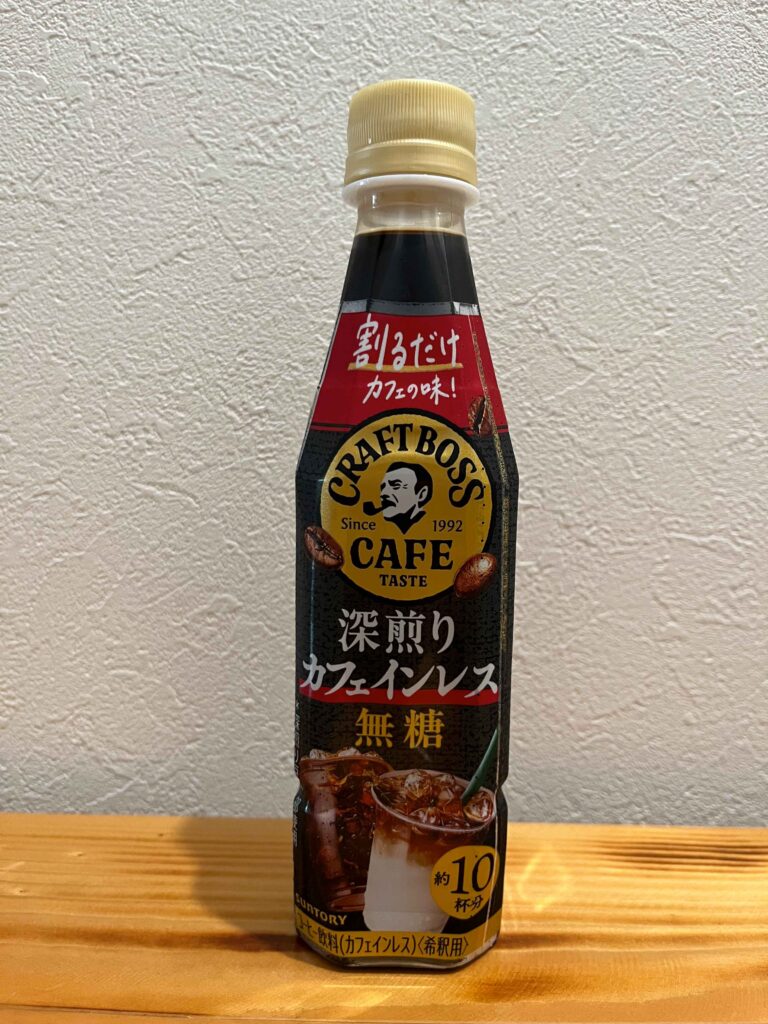 割るだけ
カフェの味!
CRAFT BOSS
Since 1992
CAFE
TASTE
深煎り
カフェインレス
無糖
約10
杯分
SUNTORY
コーヒー飲料(カフェインレス)〈希釈用〉